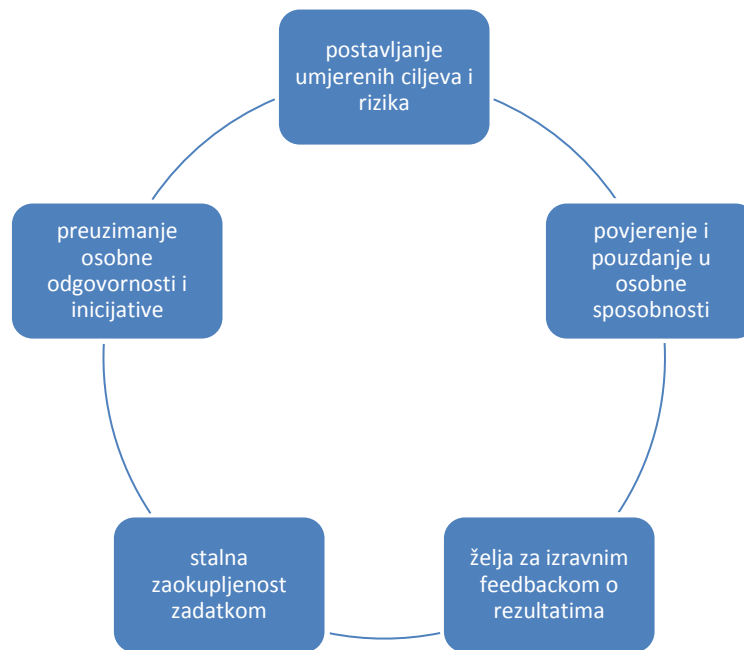 postavljanje
umjerenih ciljeva i
rizika
povjerenje i
pouzdanje u
osobne
sposobnosti
želja za izravnim
feedbackom o
rezultatima
stalna
zaokupljenost
zadatkom
preuzimanje
osobne
odgovornosti i
inicijative